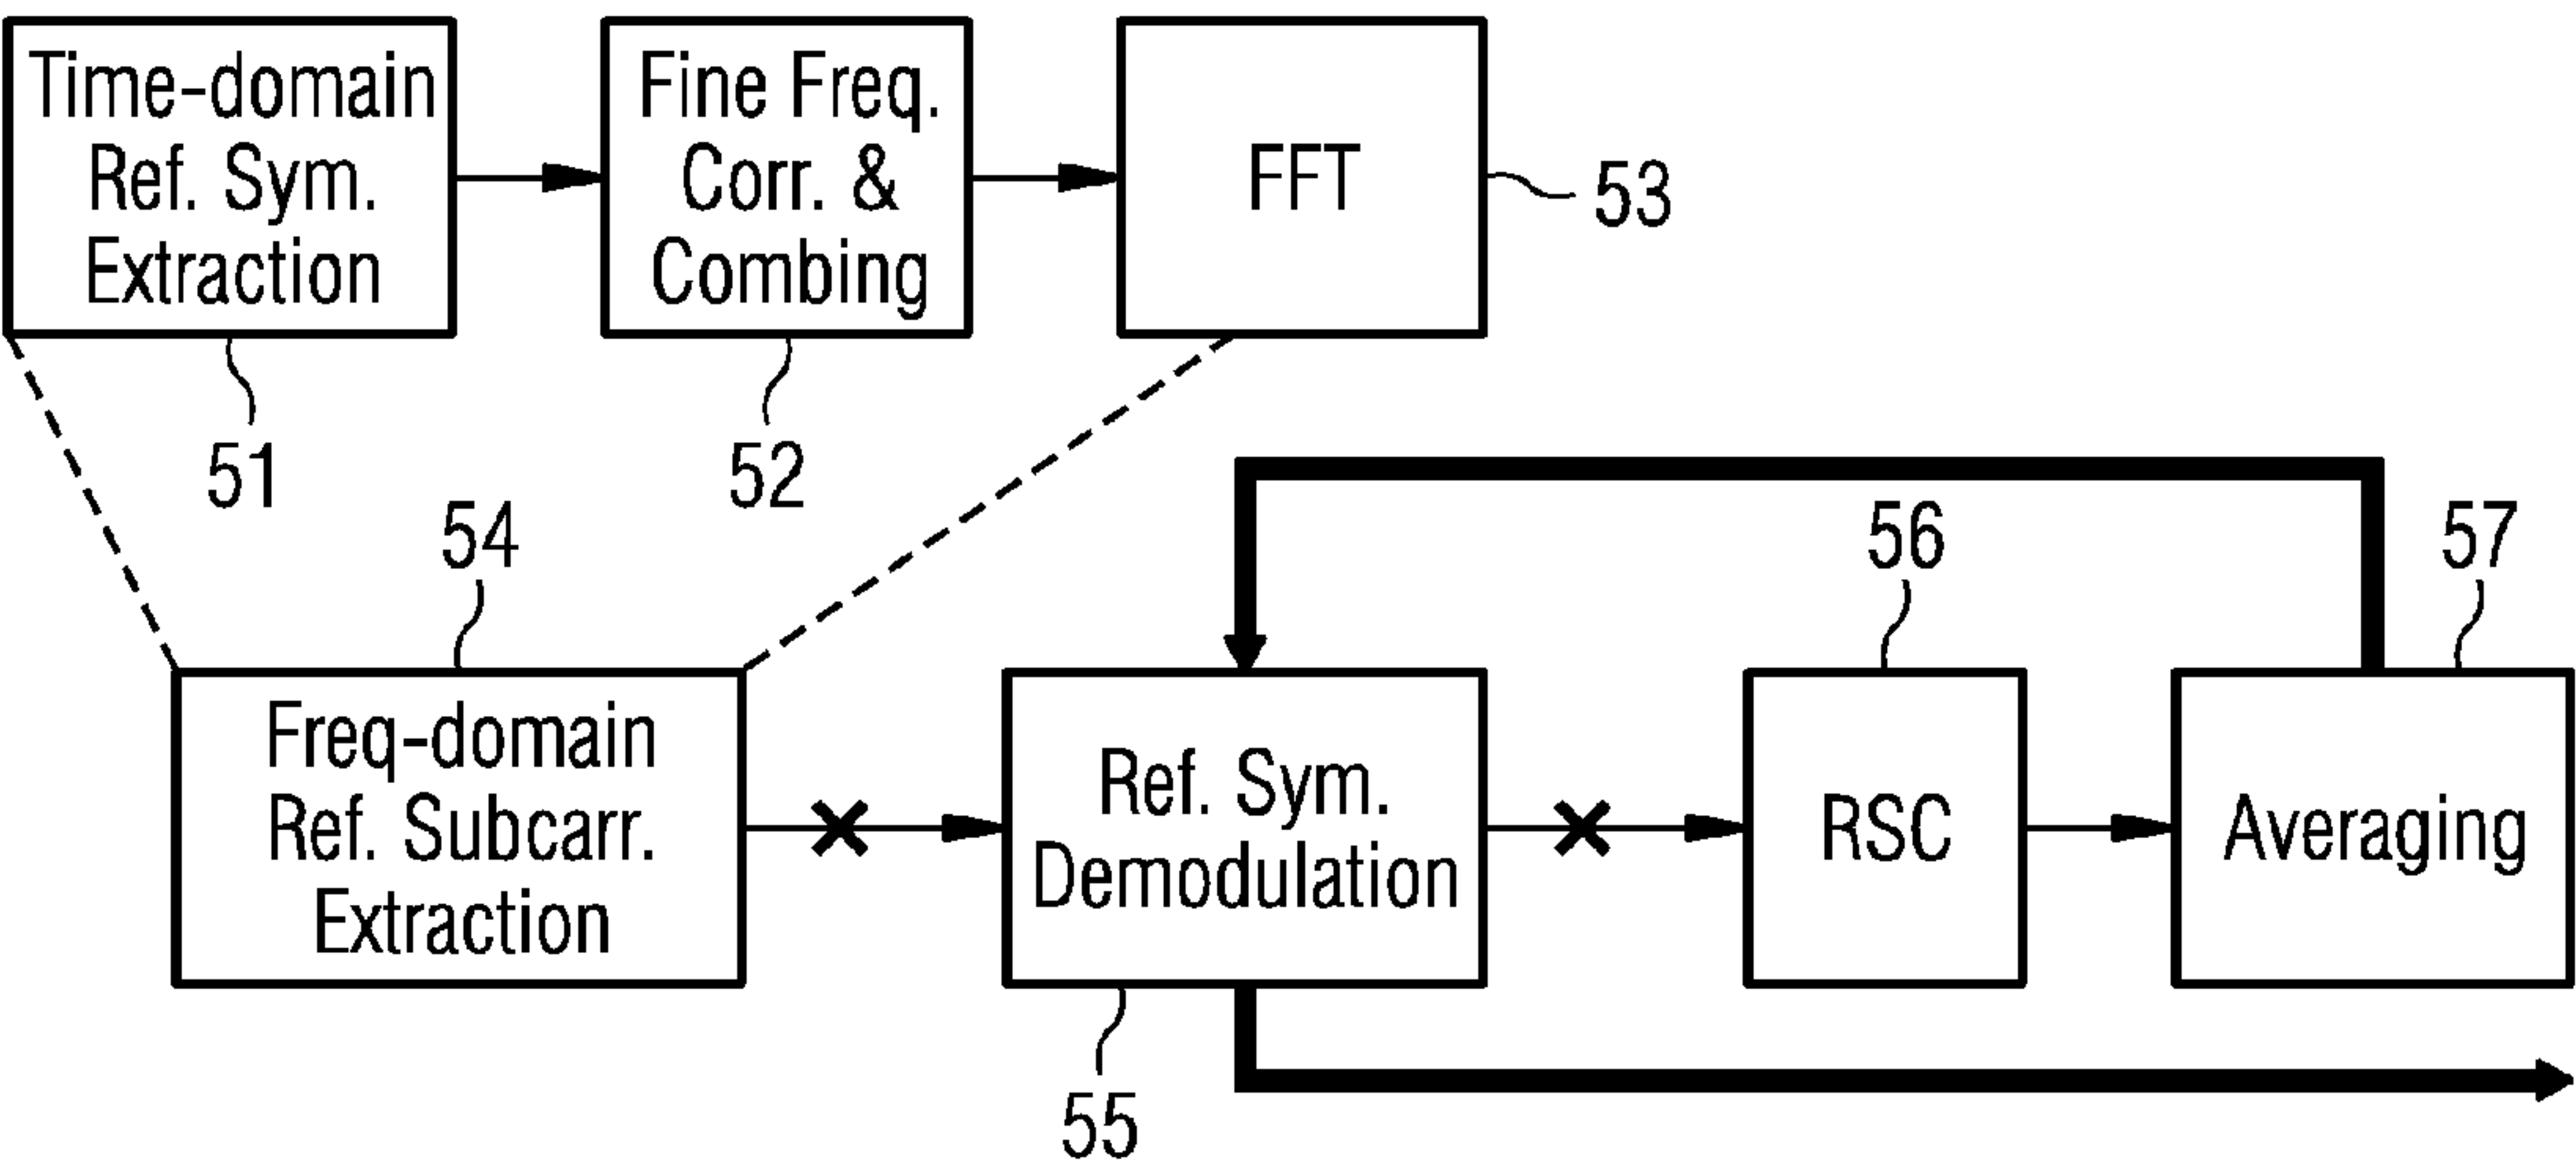 Time-domain
Ref. Sym.
Extraction
Fine Freq.
Corr. &
Combing
FFT
53
51
52
54
56
57
Freq-domain
Ref. Subcarr.
Extraction
Ref. Sym.
Demodulation
RSC
Averaging
55